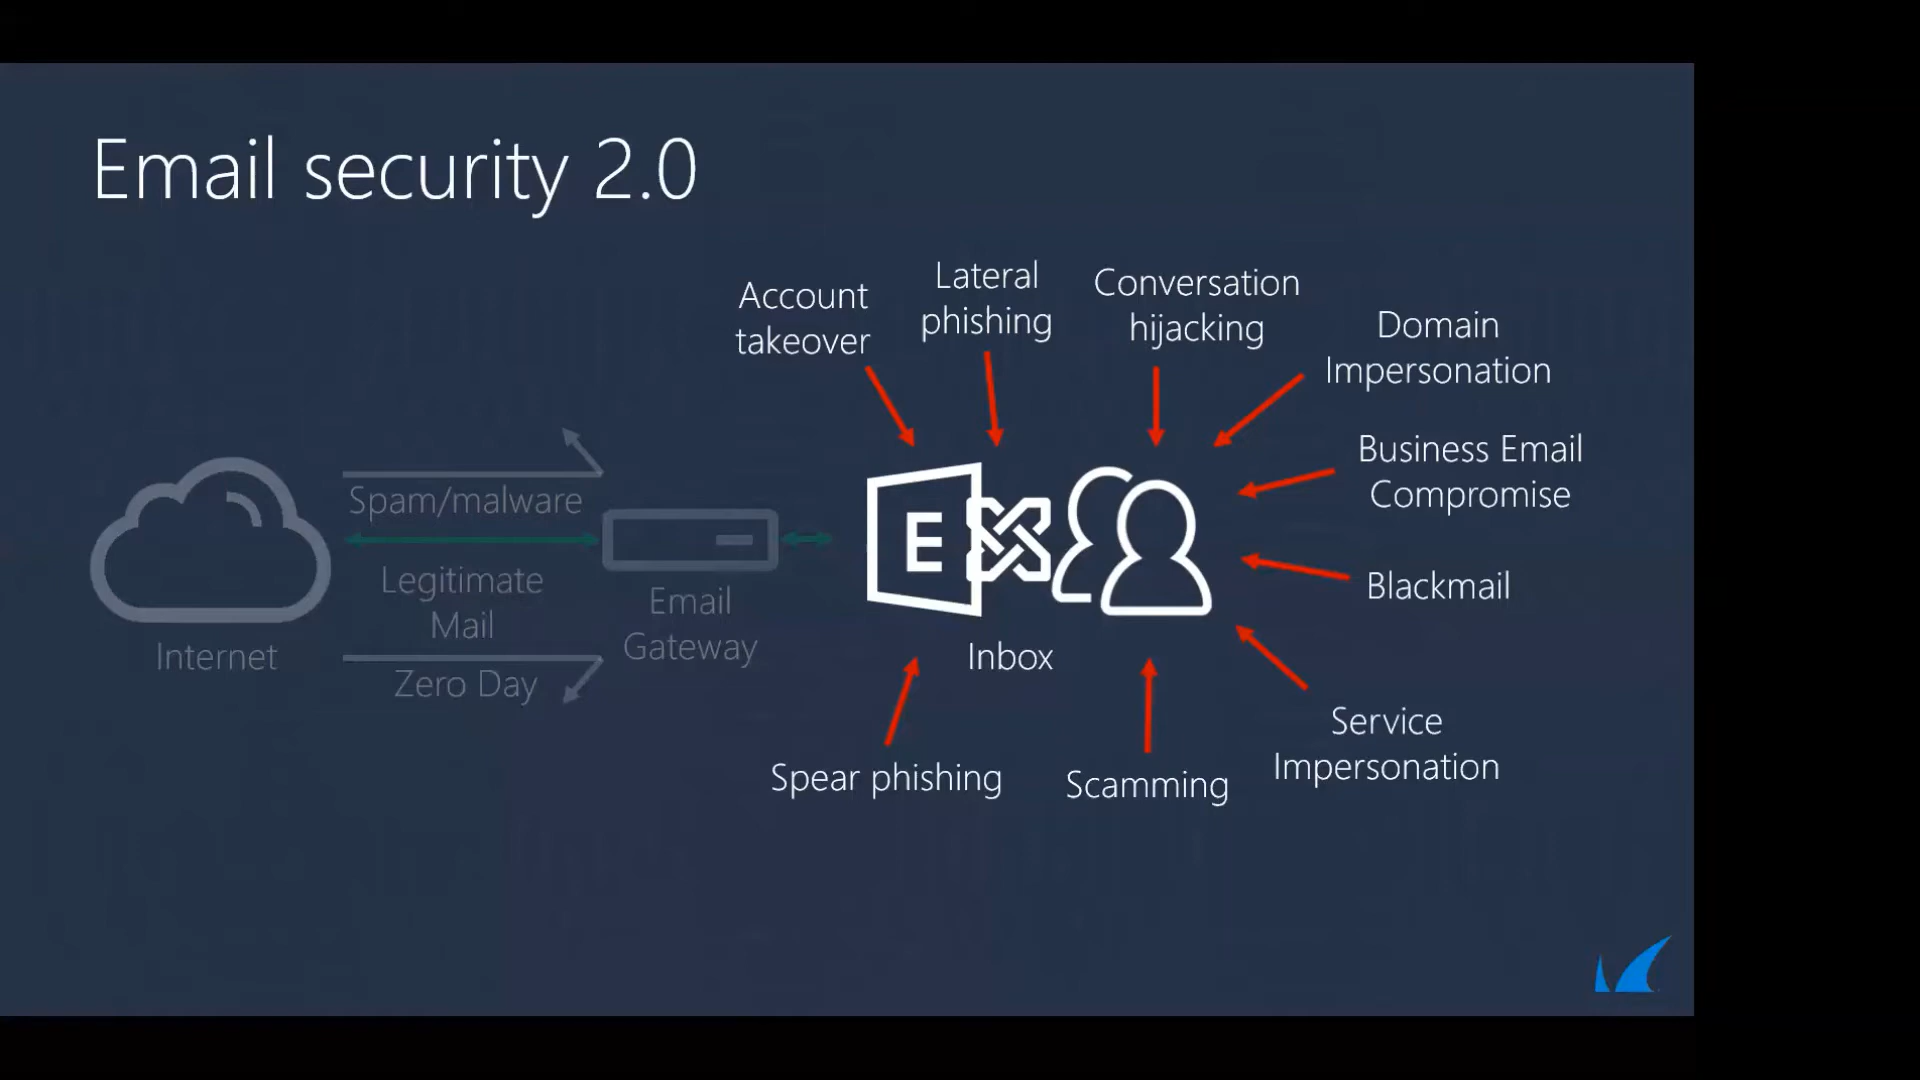 Email security 2.0
Account
takeover
Lateral
phishing
Conversation
hijacking
Domain
Impersonation
Business Email
Compromise
Blackmail
Service
Impersonation
Scamming
Spear phishing
E
Inbox
Spam/malware
Legitimate
Mail
Zero Day
Internet
Email
Gateway